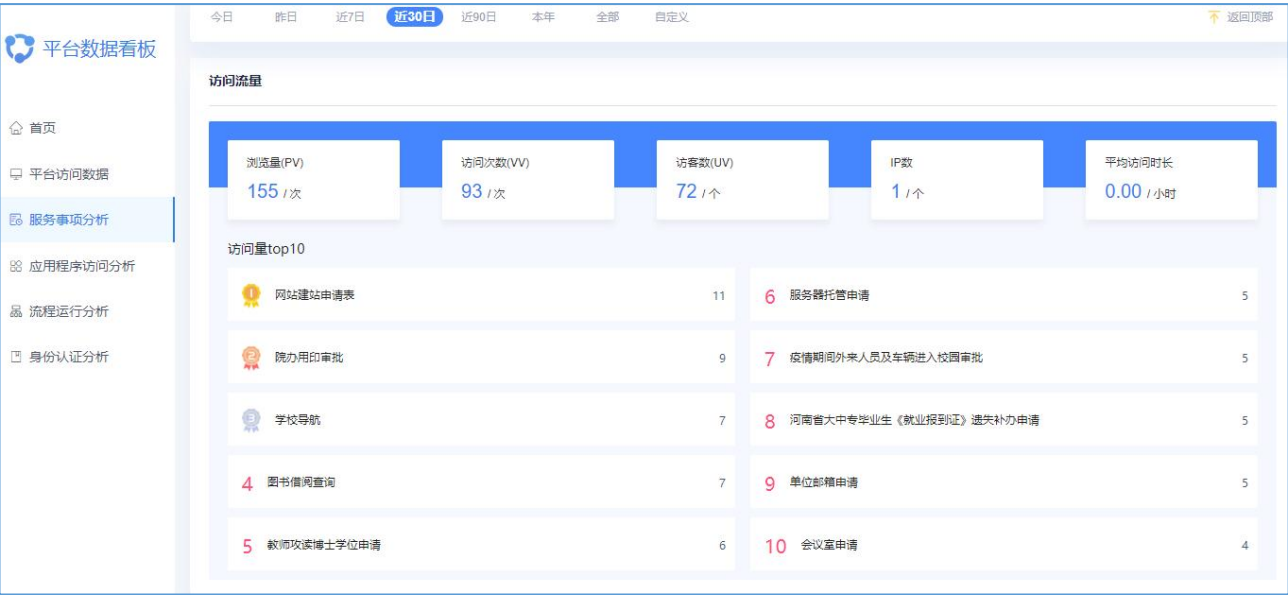 今日 昨日 近7日 近30日 近90日 本年 全部 自定义 返回顶部
平台数据看板
首页
平台访问数据
服务事项分析
应用程序访问分析
流程运行分析
身份认证分析
访问流量
浏览量(PV) 访问次数(VV) 访客数(UV) IP数 平均访问时长
155 /次 93 /次 72 /个 1 /个 0.00 /小时
访问量top10
1 网站建站申请表 11
2 院办用印审批 9
3 学校导航 7
4 图书借阅查询 7
5 教师攻读博士学位申请 6
6 服务器托管申请 5
7 疫情期间外来人员及车辆进入校园审批 5
8 河南省大中专毕业生《就业报到证》遗失补办申请 5
9 单位邮箱申请 5
10 会议室申请 4